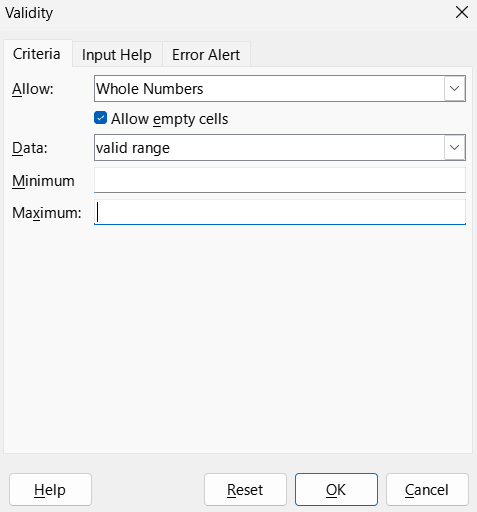 Validity
Criteria Input Help Error Alert
Allow: Whole Numbers
Allow empty cells
Data: valid range
Minimum
Maximum:
Help Reset OK Cancel